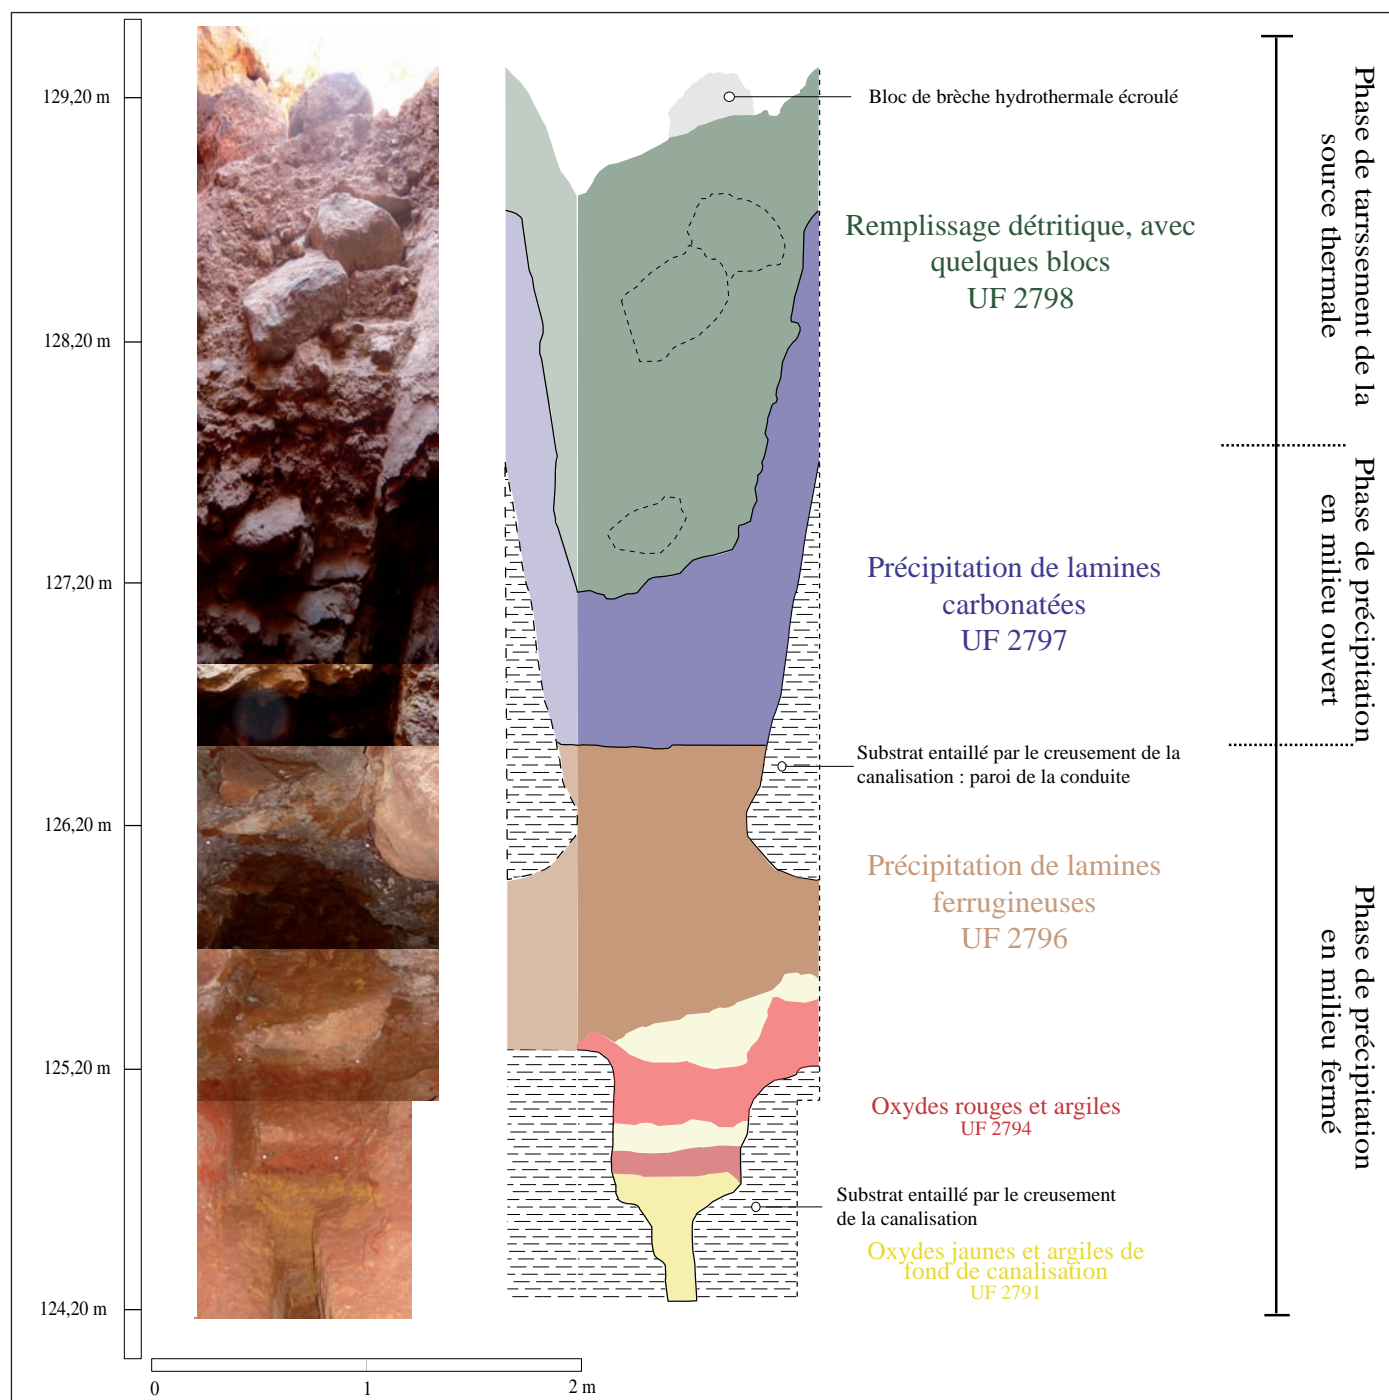 129,20 m
128,20 m
127,20 m
126,20 m
125,20 m
124,20 m
0
1
2 m
Bloc de brèche hydrothermale écroulé
Remplissage détritique, avec
quelques blocs
UF 2798
Précipitation de lamines
carbonatées
UF 2797
Substrat entaillé par le creusement de la
canalisation : paroi de la conduite
Précipitation de lamines
ferrugineuses
UF 2796
Oxydes rouges et argiles
UF 2794
Substrat entaillé par le creusement
de la canalisation
Oxydes jaunes et argiles de
fond de canalisation
UF 2791
Phase de tarrssement de la
source thermale
Phase de précipitation
en milieu ouvert
Phase de précipitation
en milieu fermé